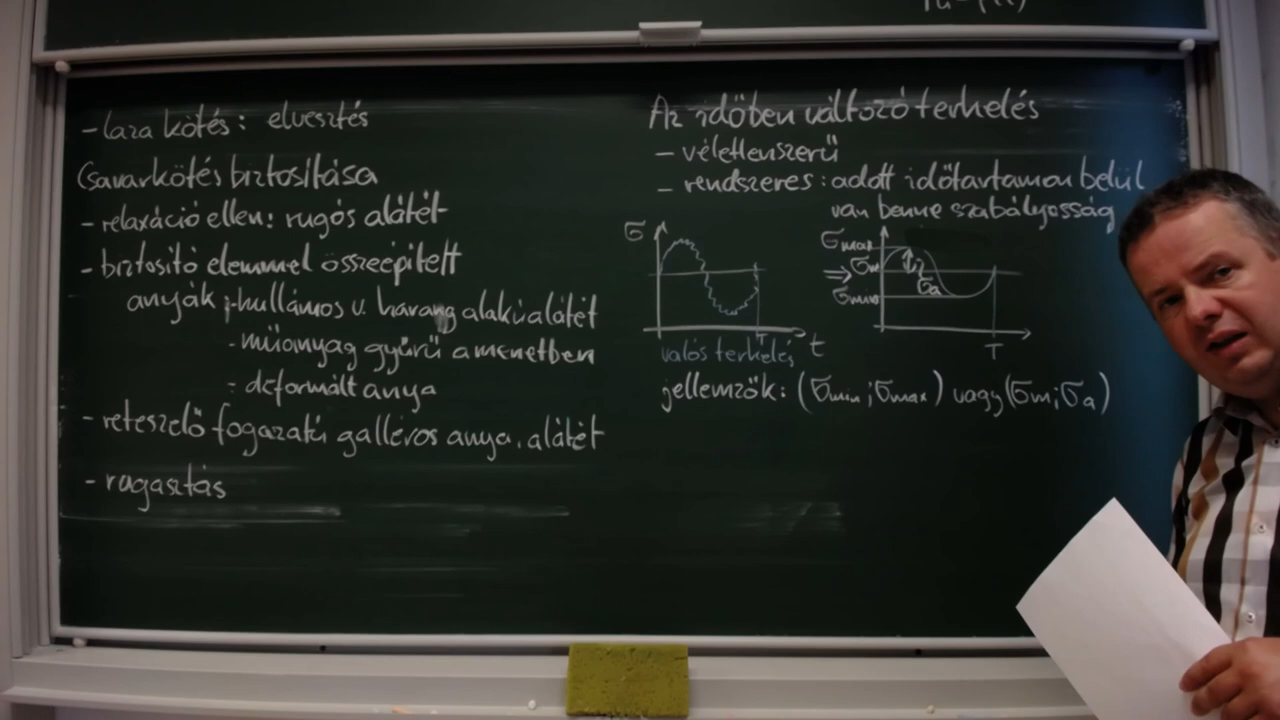 - laza kötés: elvesztés
Csavarkötés biztosítása
- relaxáció ellen: rugós alátét
- biztosító elemmel összeépített
anyák: - hullámos v. harang alakú alátét
- műanyag gyűrű a menetben
- deformált anya
- reteszelő fogazatú galléros anya, alátét
- ragasztás
Az időben változó terhelés
- véletlenszerű
- rendszeres: adott időtartamon belül
van benne szabályosság
σ
T
t
valós terhelés
⇒
σmax
σm
σmin
σa
T
jellemzők: (σmin; σmax) vagy (σm; σa)